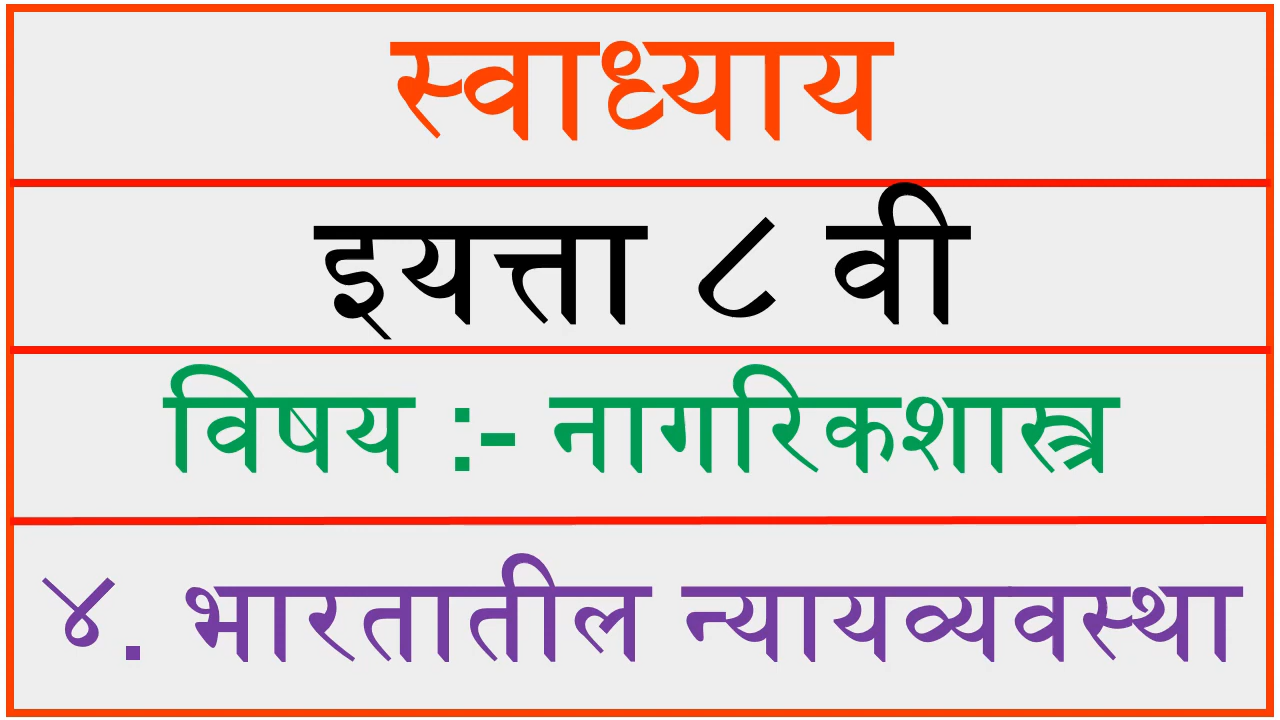 स्वाध्याय
इयत्ता ८ वी
विषय :- नागरिकशास्त्र
४. भारतातील न्यायव्यवस्था